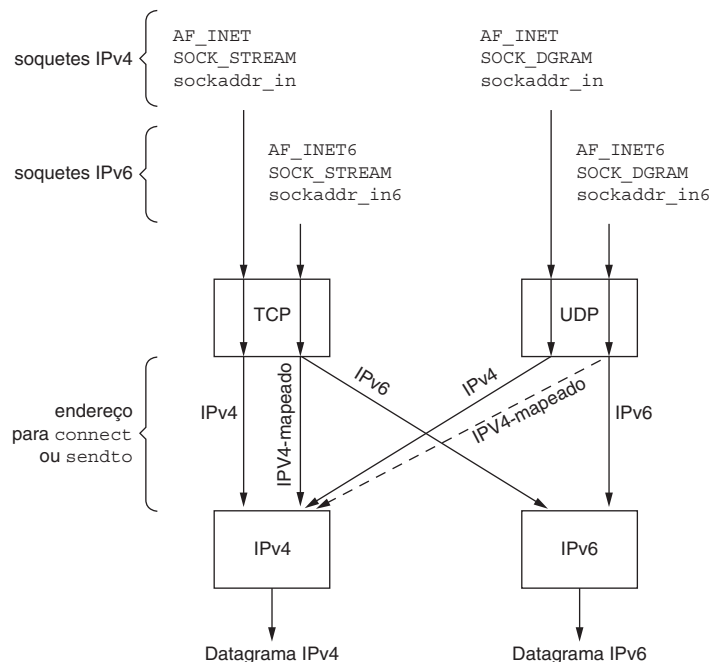 soquetes IPv4
AF_INET
SOCK_STREAM
sockaddr_in
AF_INET
SOCK_DGRAM
sockaddr_in
soquetes IPv6
AF_INET6
SOCK_STREAM
sockaddr_in6
AF_INET6
SOCK_DGRAM
sockaddr_in6
TCP
UDP
endereço
para connect
ou sendto
IPv4
IPV4-mapeado
IPv6
IPv4
IPV4-mapeado
IPv6
IPv4
IPv6
Datagrama IPv4
Datagrama IPv6